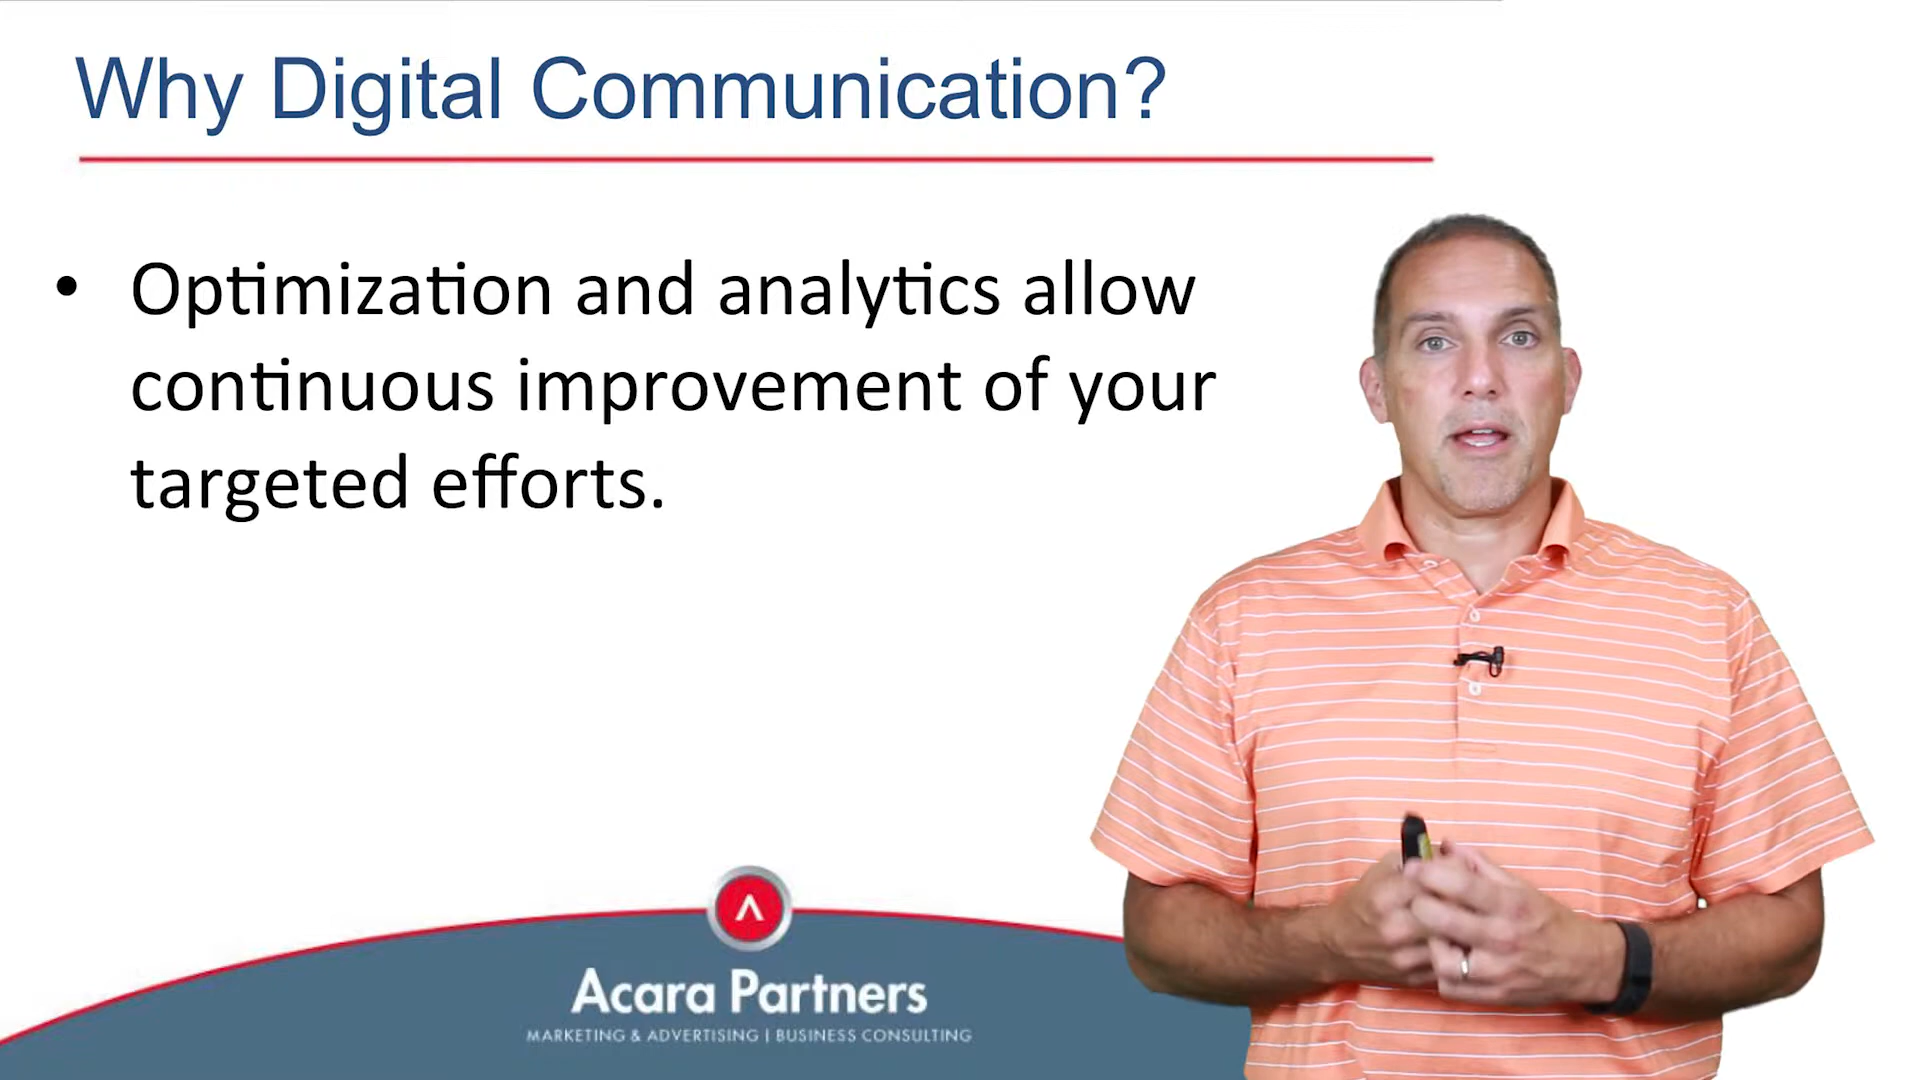 Why Digital Communication?
• Optimization and analytics allow
continuous improvement of your
targeted efforts.
Acara Partners
MARKETING & ADVERTISING | BUSINESS CONSULTING